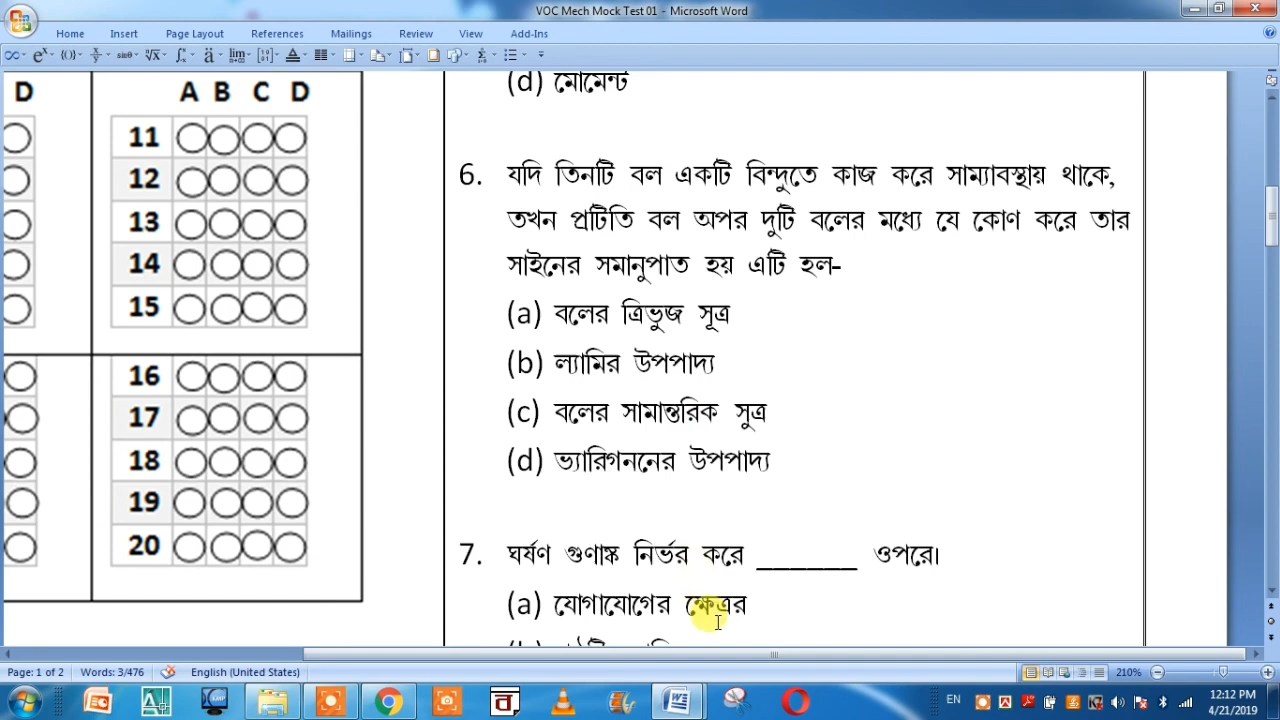 VOC Mech Mock Test 01 - Microsoft Word
Home Insert Page Layout References Mailings Review View Add-Ins
D
A B C D
11
12
13
14
15
16
17
18
19
20
(d) মোমেন্ট
6. যদি তিনটি বল একটি বিন্দুতে কাজ করে সাম্যাবস্থায় থাকে,
তখন প্রটিতি বল অপর দুটি বলের মধ্যে যে কোণ করে তার
সাইনের সমানুপাত হয় এটি হল-
(a) বলের ত্রিভুজ সূত্র
(b) ল্যামির উপপাদ্য
(c) বলের সামান্তরিক সুত্র
(d) ভ্যারিগননের উপপাদ্য
7. ঘর্ষণ গুণাঙ্ক নির্ভর করে ______ ওপরে।
(a) যোগাযোগের ক্ষেত্রর
Page: 1 of 2 Words: 3/476 English (United States) 210%
EN 12:12 PM
4/21/2019